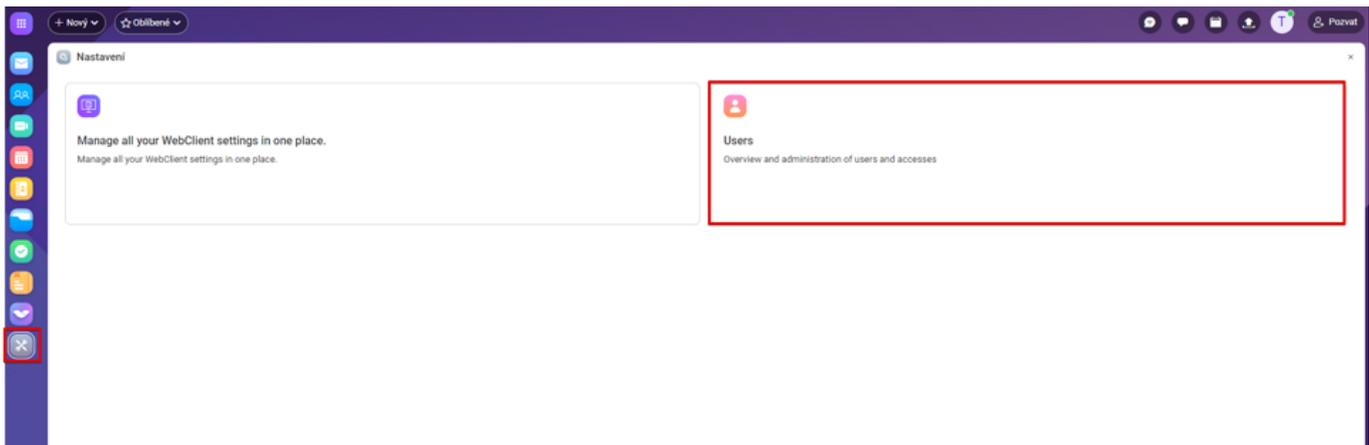 + Nový
Oblíbené
T
Pozvat
Nastavení
Manage all your WebClient settings in one place.
Manage all your WebClient settings in one place.
Users
Overview and administration of users and accesses